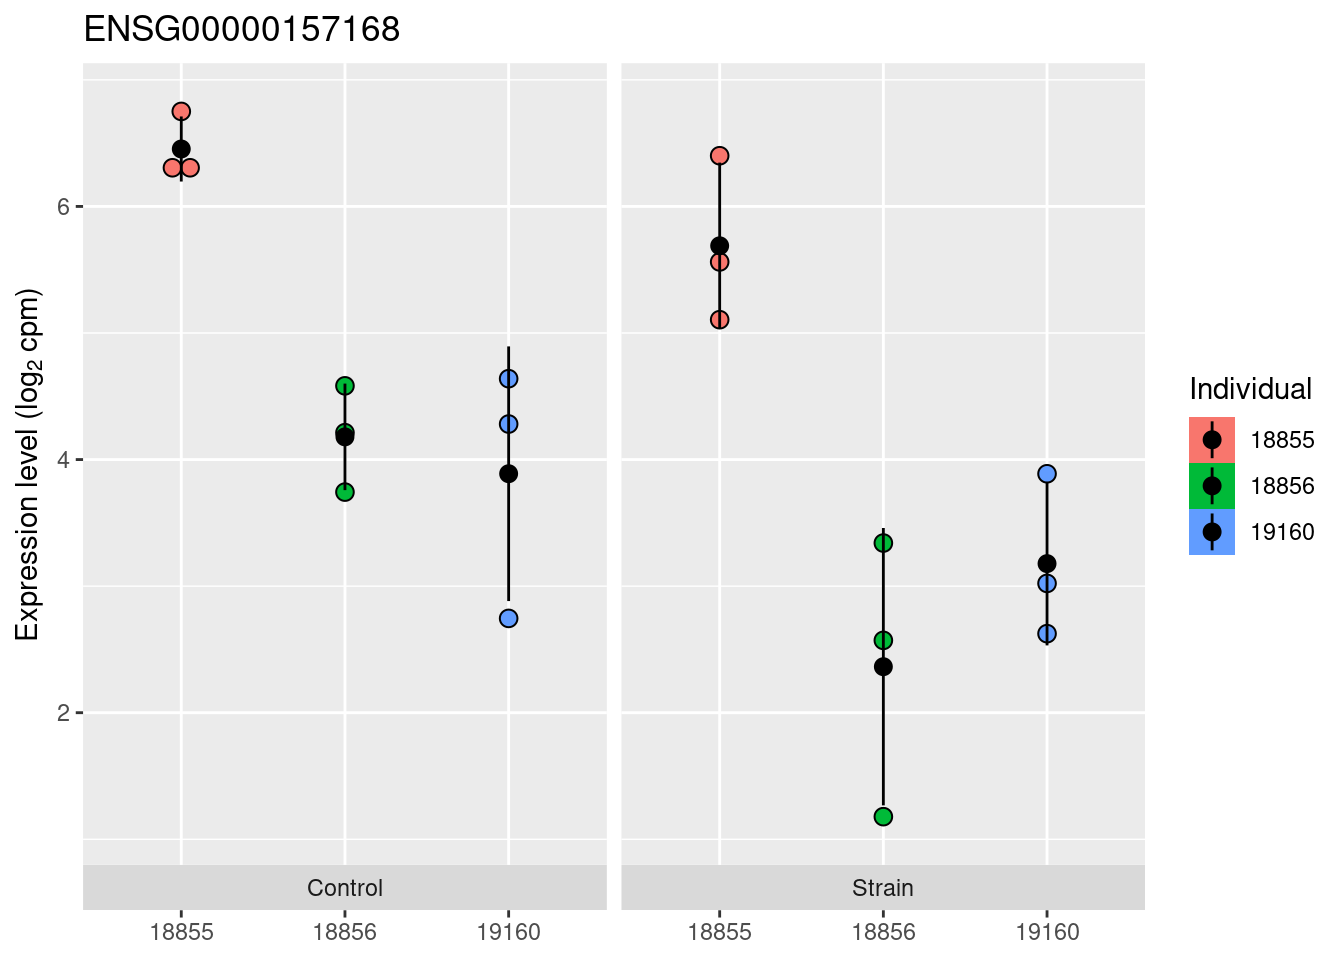 ENSG00000157168
Expression level (log₂ cpm)
6
4
2
Control
Strain
18855
18856
19160
18855
18856
19160
Individual
18855
18856
19160